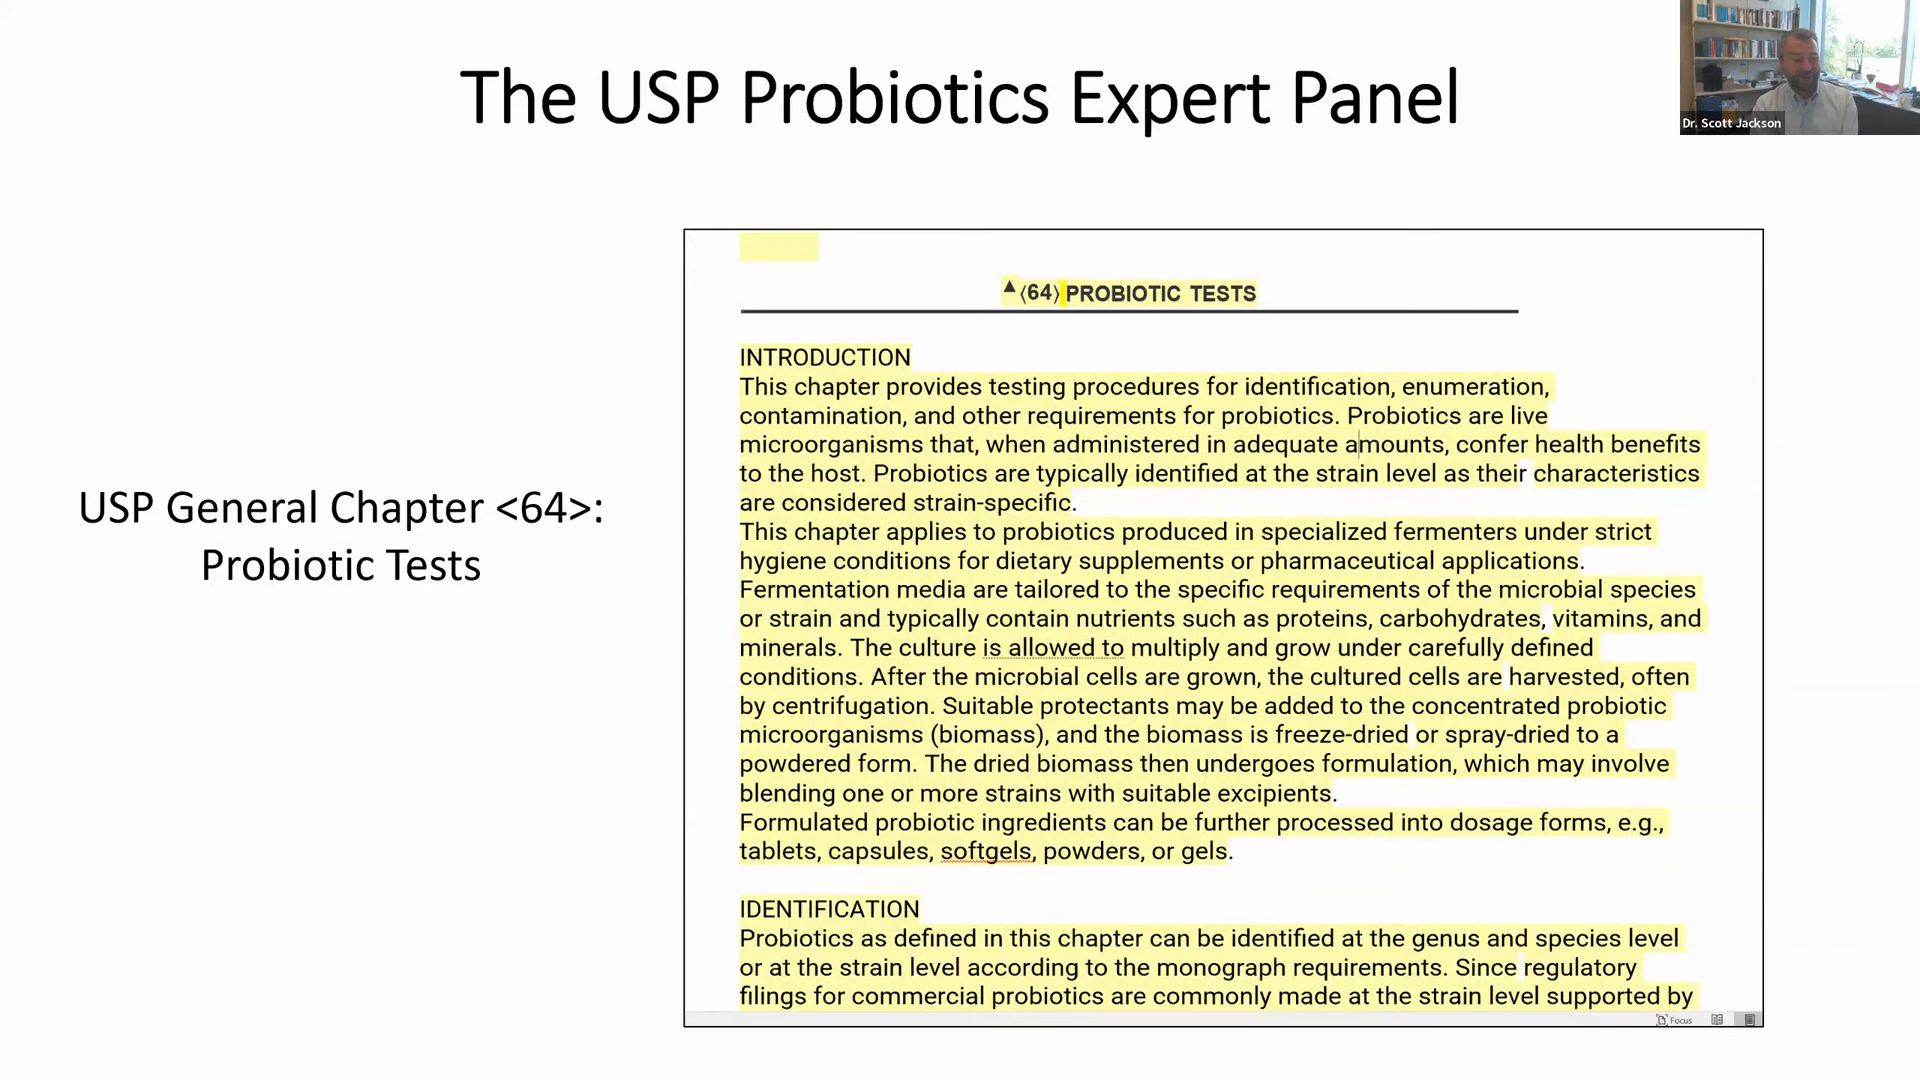 The USP Probiotics Expert Panel
Dr. Scott Jackson
USP General Chapter <64>:
Probiotic Tests
▲⟨64⟩ PROBIOTIC TESTS
INTRODUCTION
This chapter provides testing procedures for identification, enumeration,
contamination, and other requirements for probiotics. Probiotics are live
microorganisms that, when administered in adequate amounts, confer health benefits
to the host. Probiotics are typically identified at the strain level as their characteristics
are considered strain-specific.
This chapter applies to probiotics produced in specialized fermenters under strict
hygiene conditions for dietary supplements or pharmaceutical applications.
Fermentation media are tailored to the specific requirements of the microbial species
or strain and typically contain nutrients such as proteins, carbohydrates, vitamins, and
minerals. The culture is allowed to multiply and grow under carefully defined
conditions. After the microbial cells are grown, the cultured cells are harvested, often
by centrifugation. Suitable protectants may be added to the concentrated probiotic
microorganisms (biomass), and the biomass is freeze-dried or spray-dried to a
powdered form. The dried biomass then undergoes formulation, which may involve
blending one or more strains with suitable excipients.
Formulated probiotic ingredients can be further processed into dosage forms, e.g.,
tablets, capsules, softgels, powders, or gels.
IDENTIFICATION
Probiotics as defined in this chapter can be identified at the genus and species level
or at the strain level according to the monograph requirements. Since regulatory
filings for commercial probiotics are commonly made at the strain level supported by
Focus